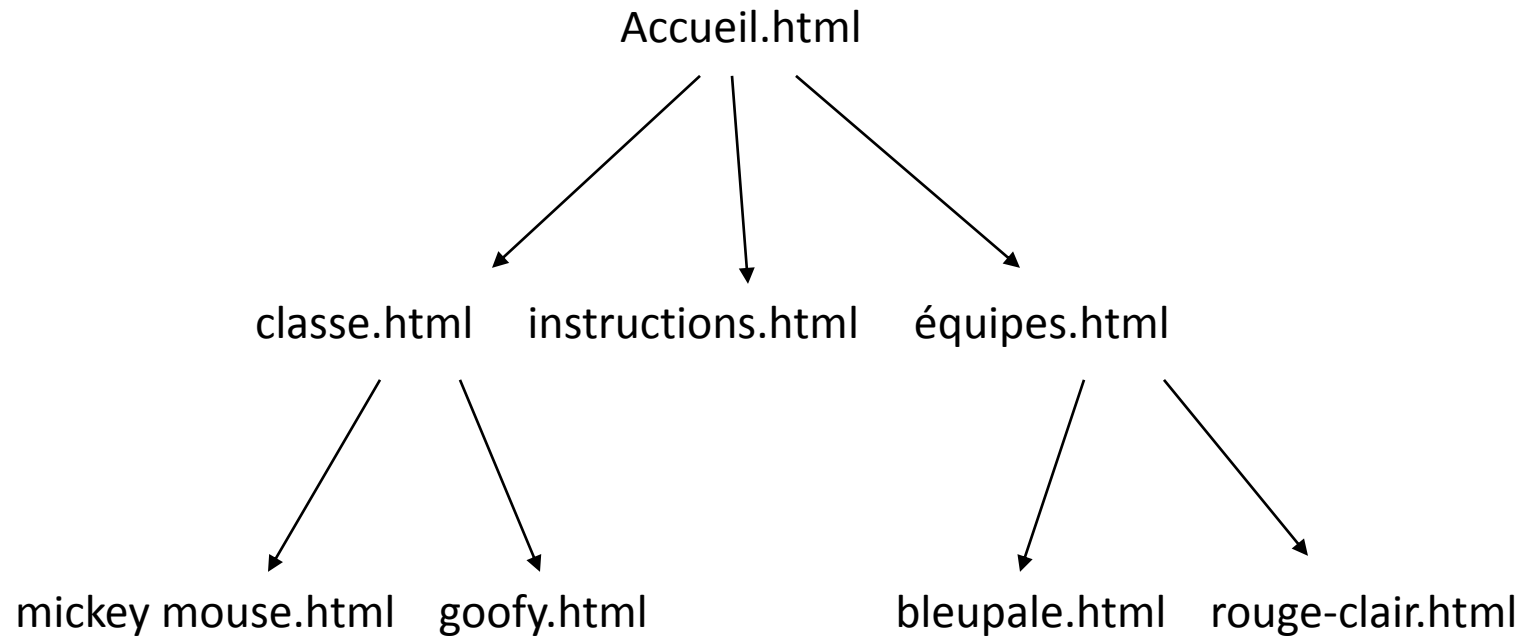 Accueil.html
classe.html instructions.html équipes.html
mickey mouse.html goofy.html bleupale.html rouge-clair.html